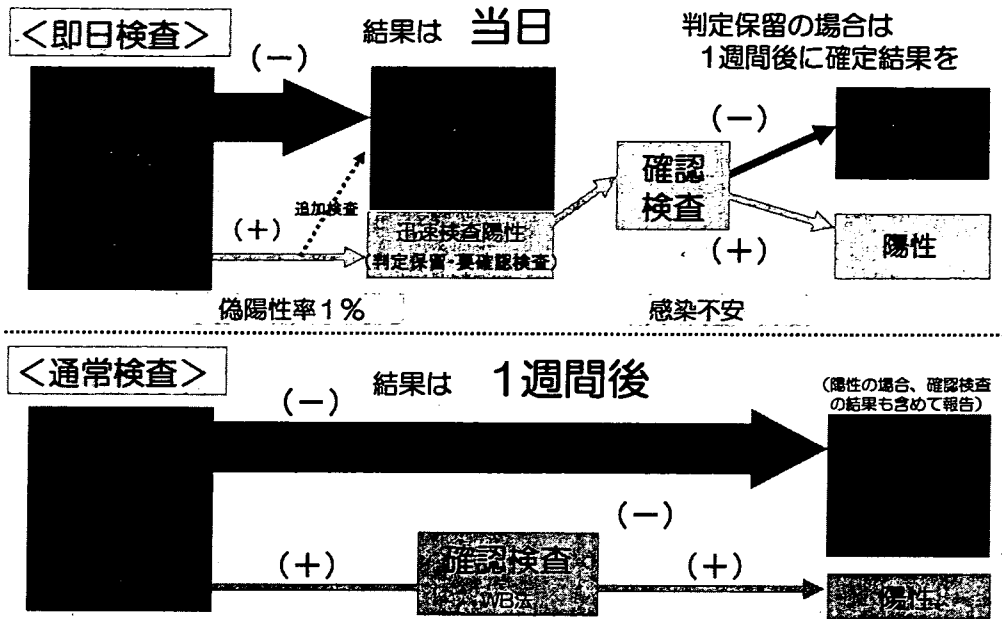 ＜即日検査＞
結果は 当日
判定保留の場合は
1週間後に確定結果を
(－)
追加検査
(＋)
迅速検査陽性
(判定保留・要確認検査)
確認
検査
(－)
(＋)
陽性
偽陽性率1％
感染不安
＜通常検査＞
結果は 1週間後
(陽性の場合、確認検査
の結果も含めて報告)
(－)
(－)
(＋)
確認検査
WB法
(＋)
陽性